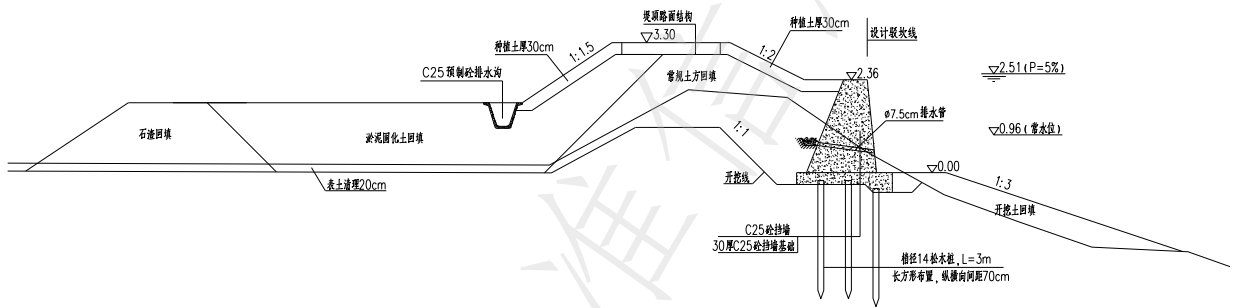 堤顶路面结构
种植土厚30cm
3.30
种植土厚30cm
设计驳坎线
1:1.5
1:2
C25预制砼排水沟
常规土方回填
2.36
2.51(P=5%)
石渣回填
淤泥固化土回填
ø7.5cm排水管
0.96(常水位)
1:1
表土清理20cm
开挖线
0.00
1:3
开挖土回填
C25砼挡墙
30厚C25砼挡墙基础
梢径14松木桩,L=3m
长方形布置,纵横向间距70cm
准